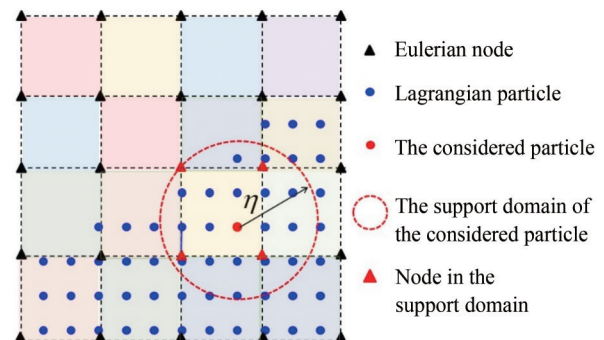 Eulerian node
Lagrangian particle
The considered particle
η
The support domain of
the considered particle
Node in the
support domain